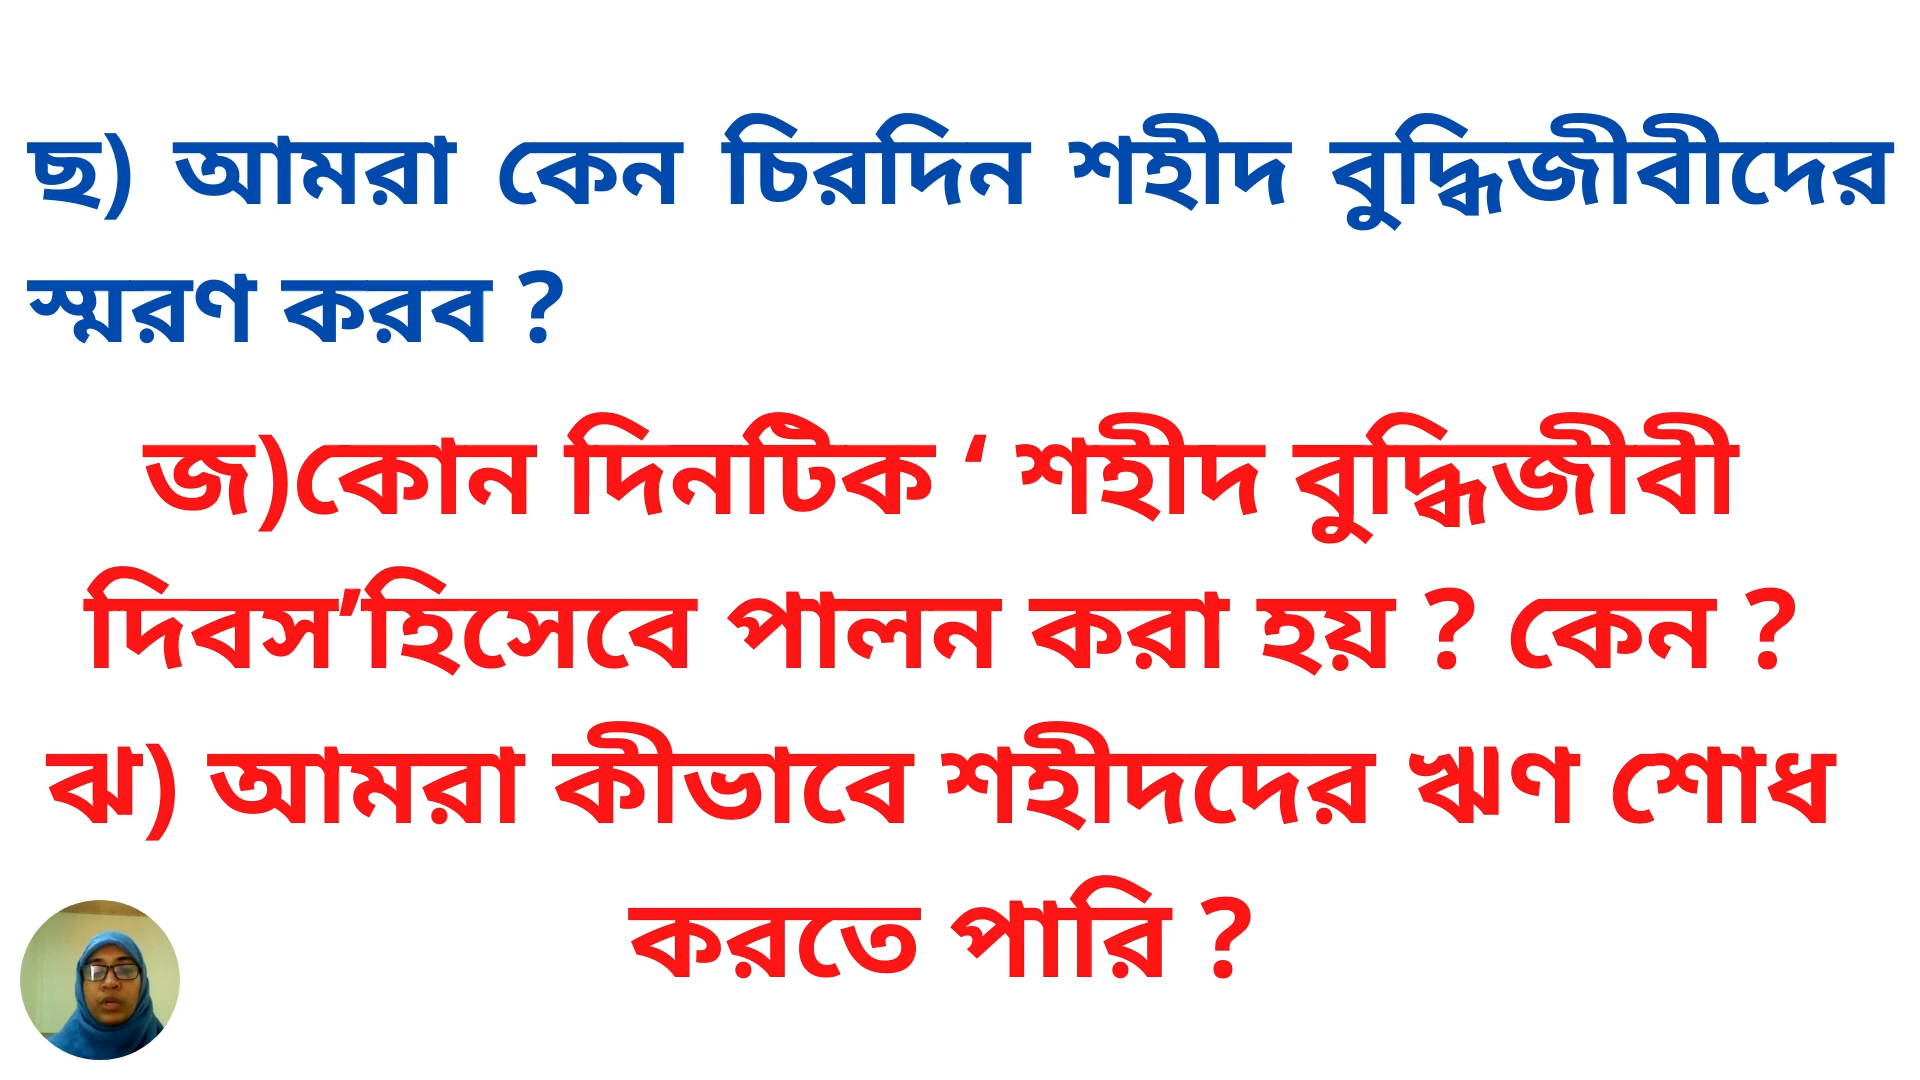 ছ) আমরা কেন চিরদিন শহীদ বুদ্ধিজীবীদের
স্মরণ করব ?
জ)কোন দিনটিক ‘ শহীদ বুদ্ধিজীবী
দিবস’হিসেবে পালন করা হয় ? কেন ?
ঝ) আমরা কীভাবে শহীদদের ঋণ শোধ
করতে পারি ?